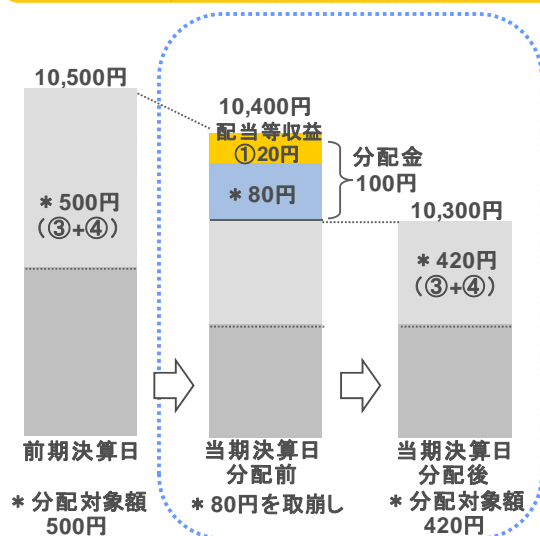 10,500円
＊500円
（③+④）
前期決算日
＊分配対象額
500円
10,400円
配当等収益
①20円
＊80円
分配金
100円
当期決算日
分配前
＊80円を取崩し
10,300円
＊420円
（③+④）
当期決算日
分配後
＊分配対象額
420円